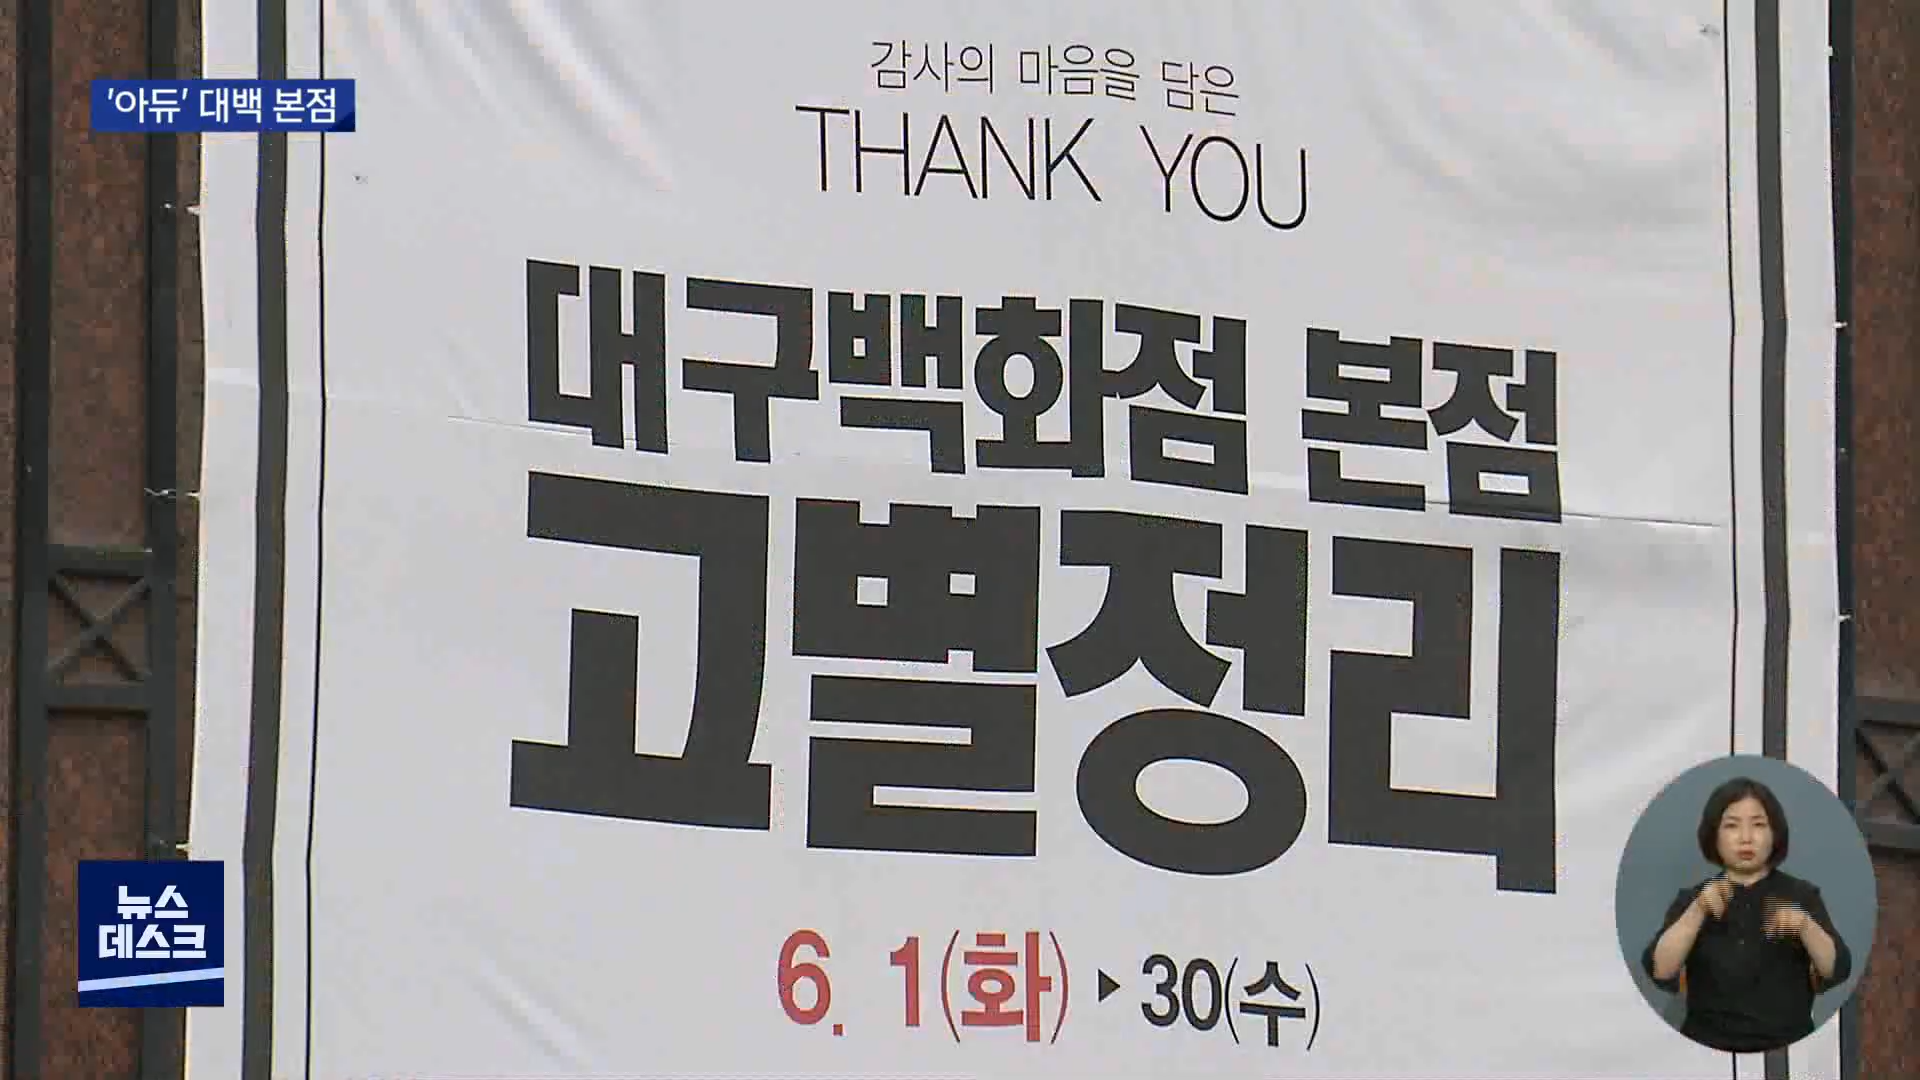 '아듀' 대백 본점
감사의 마음을 담은
THANK YOU
대구백화점 본점
고별정리
6. 1(화) ▶ 30(수)
뉴스
데스크